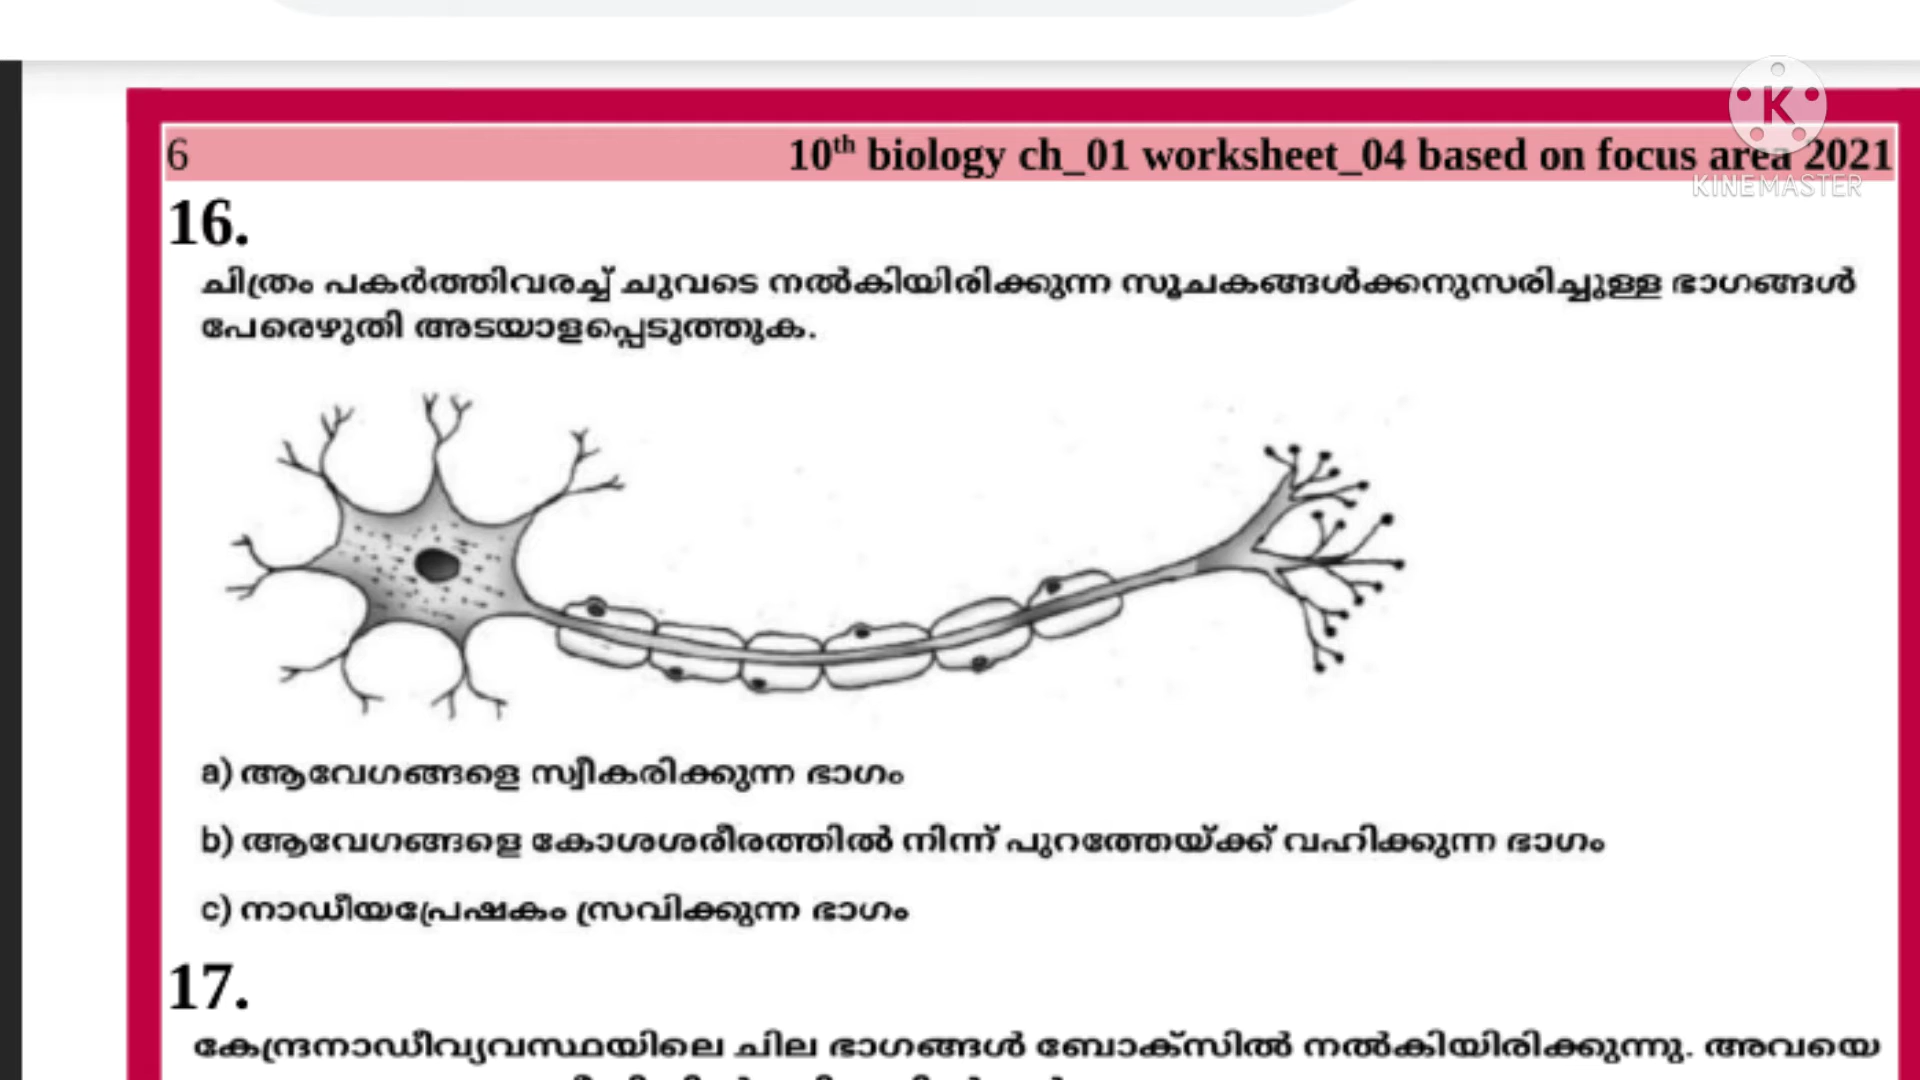 6 10th biology ch_01 worksheet_04 based on focus area 2021
K
KINEMASTER
16.
ചിത്രം പകർത്തിവരച്ച് ചുവടെ നൽകിയിരിക്കുന്ന സൂചകങ്ങൾക്കനുസരിച്ചുള്ള ഭാഗങ്ങൾ
പേരെഴുതി അടയാളപ്പെടുത്തുക.
a) ആവേഗങ്ങളെ സ്വീകരിക്കുന്ന ഭാഗം
b) ആവേഗങ്ങളെ കോശശരീരത്തിൽ നിന്ന് പുറത്തേയ്ക്ക് വഹിക്കുന്ന ഭാഗം
c) നാഡീയപ്രേഷകം സ്രവിക്കുന്ന ഭാഗം
17.
കേന്ദ്രനാഡീവ്യവസ്ഥയിലെ ചില ഭാഗങ്ങൾ ബോക്സിൽ നൽകിയിരിക്കുന്നു. അവയെ